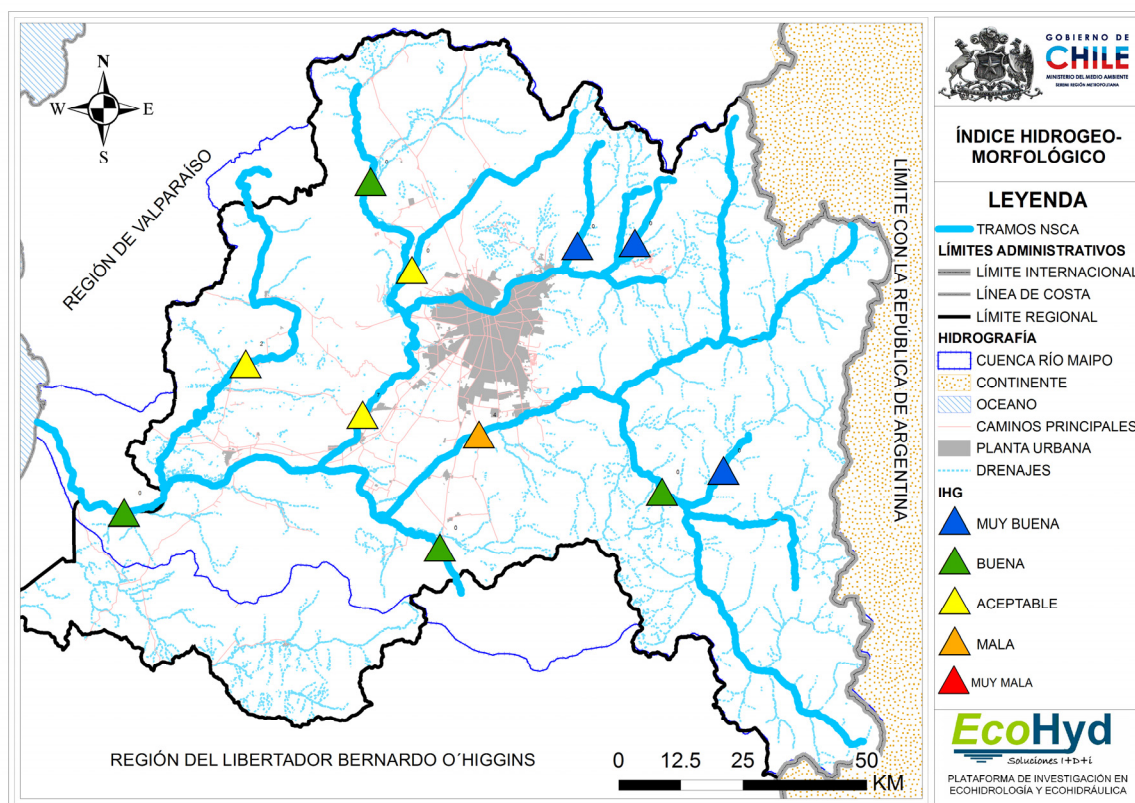 N
W
E
S
REGIÓN DE VALPARAÍSO
LÍMITE CON LA REPUBLICA DE ARGENTINA
REGIÓN DEL LIBERTADOR BERNARDO O´HIGGINS
0
12.5
25
50
KM
GOBIERNO DE
CHILE
MINISTERIO DEL MEDIO AMBIENTE
SEREMI REGIÓN METROPOLITANA
ÍNDICE HIDROGEO-
MORFOLÓGICO
LEYENDA
TRAMOS NSCA
LÍMITES ADMINISTRATIVOS
LÍMITE INTERNACIONAL
LÍNEA DE COSTA
LÍMITE REGIONAL
HIDROGRAFÍA
CUENCA RÍO MAIPO
CONTINENTE
OCEANO
CAMINOS PRINCIPALES
PLANTA URBANA
DRENAJES
IHG
MUY BUENA
BUENA
ACEPTABLE
MALA
MUY MALA
EcoHyd
Soluciones I+D+i
PLATAFORMA DE INVESTIGACIÓN EN
ECOHIDROLOGÍA Y ECOHIDRÁULICA